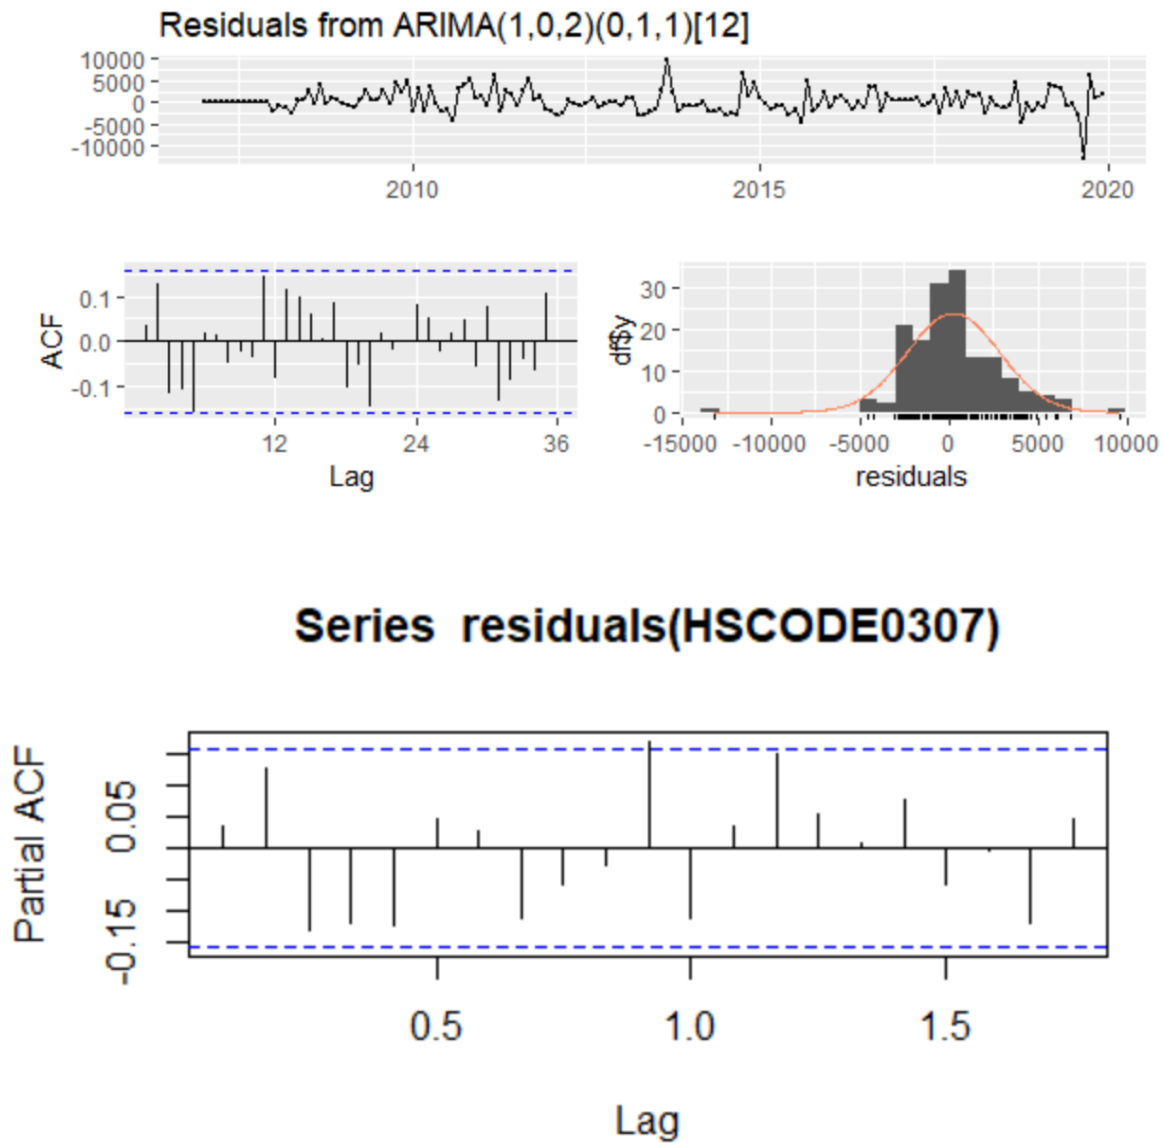 Residuals from ARIMA(1,0,2)(0,1,1)[12]
10000
5000
0
-5000
-10000
2010 2015 2020
ACF
0.1
0.0
-0.1
12 24 36
Lag
df$y
30
20
10
0
-15000 -10000 -5000 0 5000 10000
residuals
Series residuals(HSCODE0307)
Partial ACF
0.05
-0.15
0.5 1.0 1.5
Lag